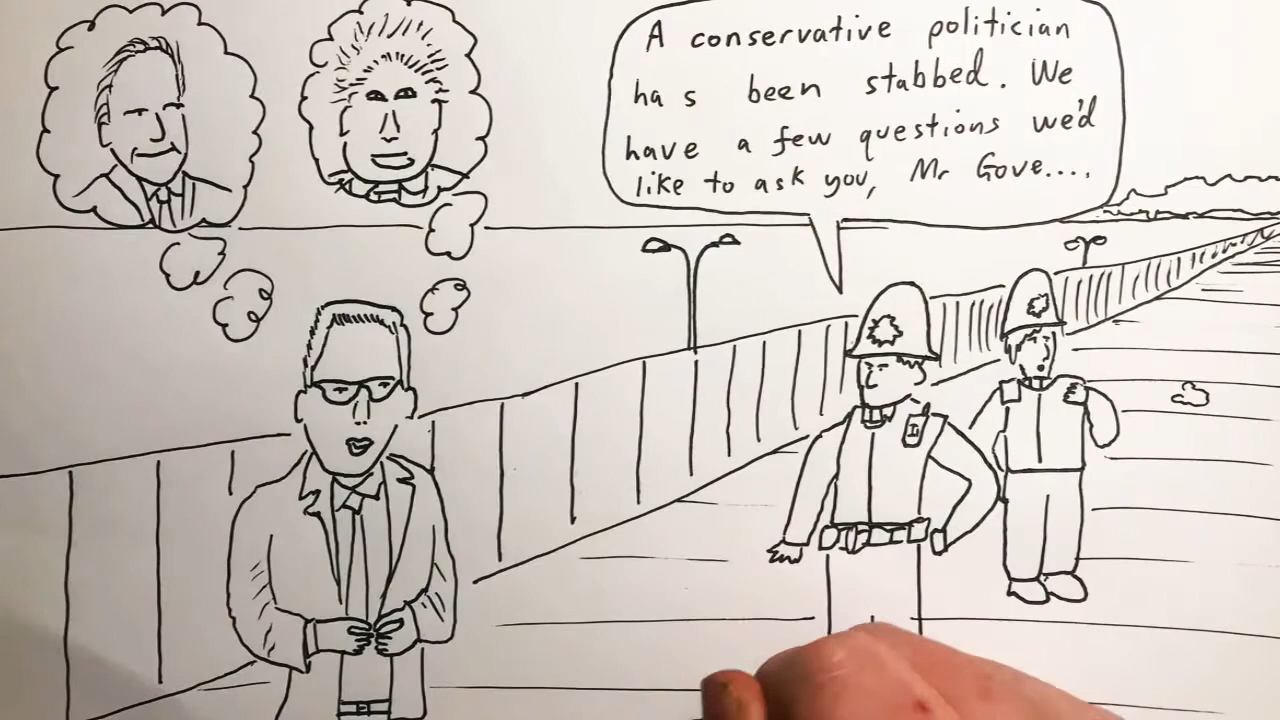 A conservative politician
has been stabbed. We
have a few questions we'd
like to ask you, Mr Gove....